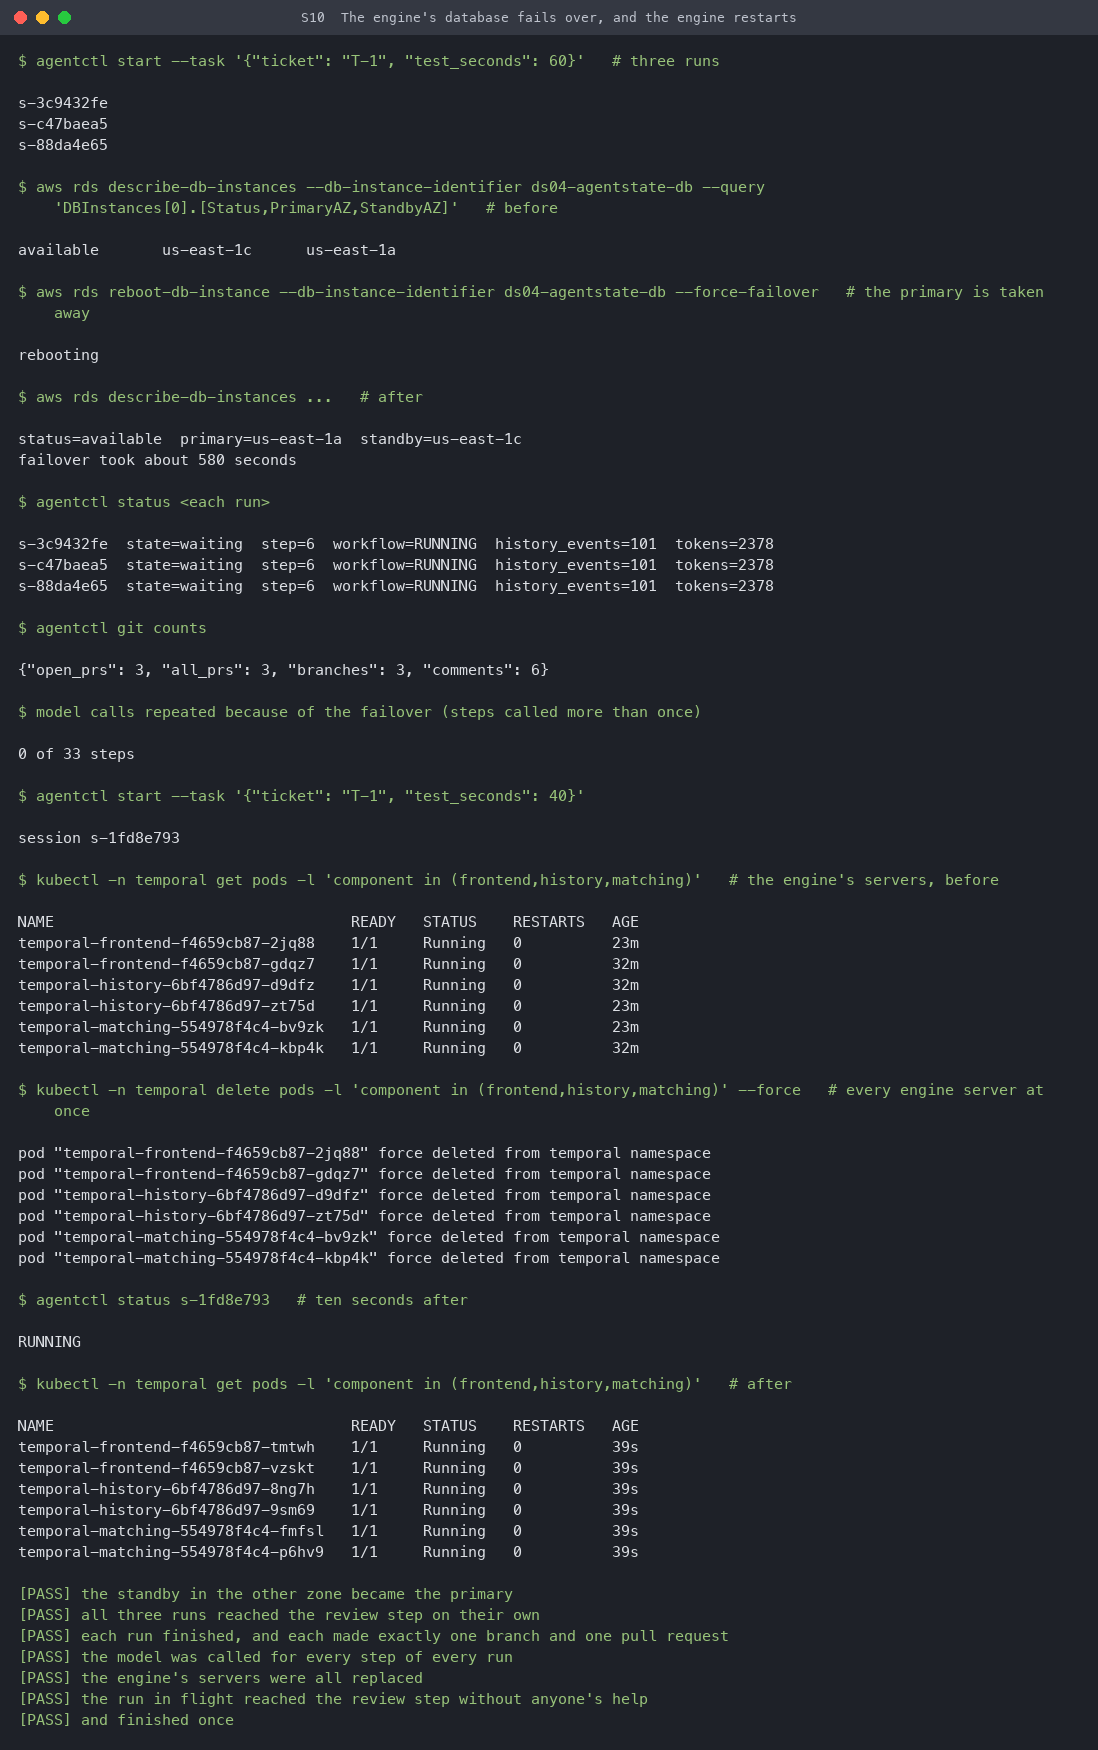 S10  The engine's database fails over, and the engine restarts
$ agentctl start --task '{"ticket": "T-1", "test_seconds": 60}'   # three runs
s-3c9432fe
s-c47baea5
s-88da4e65
$ aws rds describe-db-instances --db-instance-identifier ds04-agentstate-db --query
'DBInstances[0].[Status,PrimaryAZ,StandbyAZ]'   # before
available       us-east-1c      us-east-1a
$ aws rds reboot-db-instance --db-instance-identifier ds04-agentstate-db --force-failover   # the primary is taken
away
rebooting
$ aws rds describe-db-instances ...   # after
status=available  primary=us-east-1a  standby=us-east-1c
failover took about 580 seconds
$ agentctl status <each run>
s-3c9432fe  state=waiting  step=6  workflow=RUNNING  history_events=101  tokens=2378
s-c47baea5  state=waiting  step=6  workflow=RUNNING  history_events=101  tokens=2378
s-88da4e65  state=waiting  step=6  workflow=RUNNING  history_events=101  tokens=2378
$ agentctl git counts
{"open_prs": 3, "all_prs": 3, "branches": 3, "comments": 6}
$ model calls repeated because of the failover (steps called more than once)
0 of 33 steps
$ agentctl start --task '{"ticket": "T-1", "test_seconds": 40}'
session s-1fd8e793
$ kubectl -n temporal get pods -l 'component in (frontend,history,matching)'   # the engine's servers, before
NAME                                 READY   STATUS    RESTARTS   AGE
temporal-frontend-f4659cb87-2jq88    1/1     Running   0          23m
temporal-frontend-f4659cb87-gdqz7    1/1     Running   0          32m
temporal-history-6bf4786d97-d9dfz    1/1     Running   0          32m
temporal-history-6bf4786d97-zt75d    1/1     Running   0          23m
temporal-matching-554978f4c4-bv9zk   1/1     Running   0          23m
temporal-matching-554978f4c4-kbp4k   1/1     Running   0          32m
$ kubectl -n temporal delete pods -l 'component in (frontend,history,matching)' --force   # every engine server at
once
pod "temporal-frontend-f4659cb87-2jq88" force deleted from temporal namespace
pod "temporal-frontend-f4659cb87-gdqz7" force deleted from temporal namespace
pod "temporal-history-6bf4786d97-d9dfz" force deleted from temporal namespace
pod "temporal-history-6bf4786d97-zt75d" force deleted from temporal namespace
pod "temporal-matching-554978f4c4-bv9zk" force deleted from temporal namespace
pod "temporal-matching-554978f4c4-kbp4k" force deleted from temporal namespace
$ agentctl status s-1fd8e793   # ten seconds after
RUNNING
$ kubectl -n temporal get pods -l 'component in (frontend,history,matching)'   # after
NAME                                 READY   STATUS    RESTARTS   AGE
temporal-frontend-f4659cb87-tmtwh    1/1     Running   0          39s
temporal-frontend-f4659cb87-vzskt    1/1     Running   0          39s
temporal-history-6bf4786d97-8ng7h    1/1     Running   0          39s
temporal-history-6bf4786d97-9sm69    1/1     Running   0          39s
temporal-matching-554978f4c4-fmfsl   1/1     Running   0          39s
temporal-matching-554978f4c4-p6hv9   1/1     Running   0          39s
[PASS] the standby in the other zone became the primary
[PASS] all three runs reached the review step on their own
[PASS] each run finished, and each made exactly one branch and one pull request
[PASS] the model was called for every step of every run
[PASS] the engine's servers were all replaced
[PASS] the run in flight reached the review step without anyone's help
[PASS] and finished once